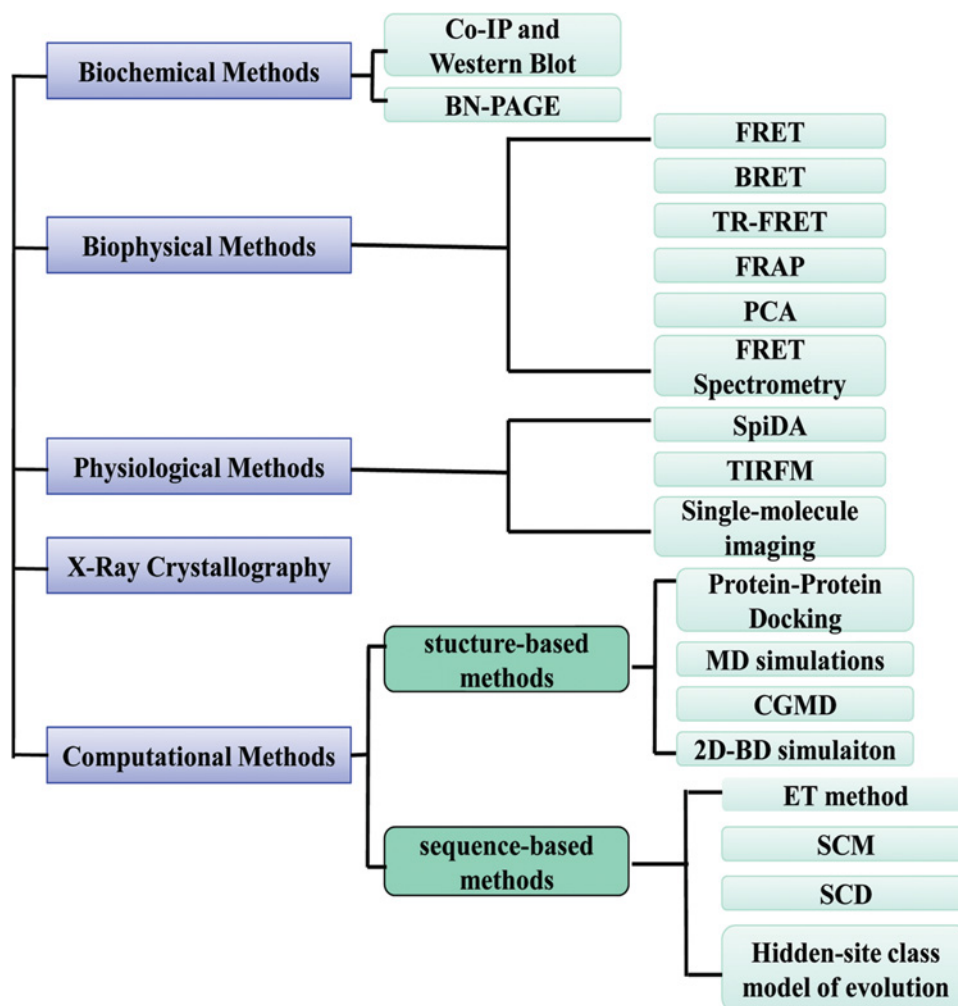 Biochemical Methods
Co-IP and
Western Blot
BN-PAGE
Biophysical Methods
FRET
BRET
TR-FRET
FRAP
PCA
FRET
Spectrometry
Physiological Methods
SpiDA
TIRFM
Single-molecule
imaging
X-Ray Crystallography
Computational Methods
stucture-based
methods
Protein-Protein
Docking
MD simulations
CGMD
2D-BD simulaiton
sequence-based
methods
ET method
SCM
SCD
Hidden-site class
model of evolution